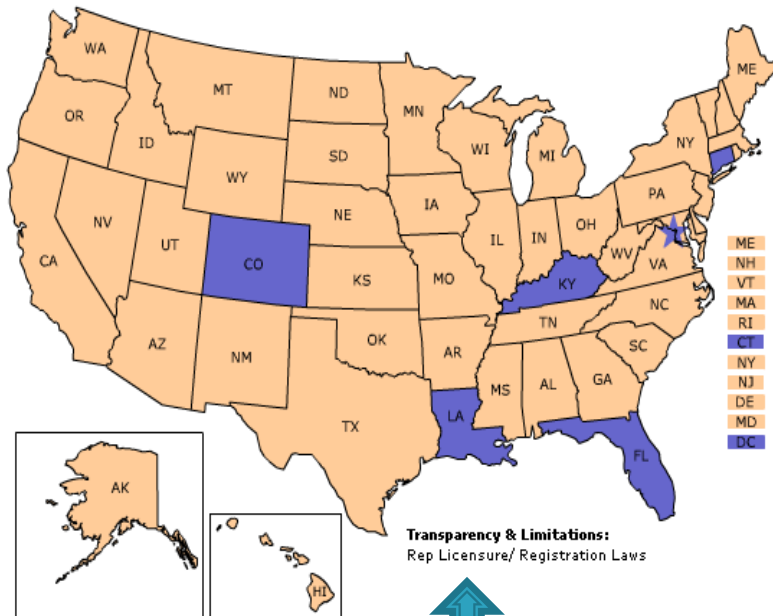 WA
MT
ND
MN
ME
OR
ID
SD
WI
MI
NY
WY
IA
PA
NE
NV
UT
CO
IL
IN
OH
WV
VA
CA
KS
MO
KY
NC
TN
AZ
NM
OK
AR
SC
MS
AL
GA
TX
LA
FL
AK
HI
ME
NH
VT
MA
RI
CT
NY
NJ
DE
MD
DC
Transparency & Limitations:
Rep Licensure/ Registration Laws